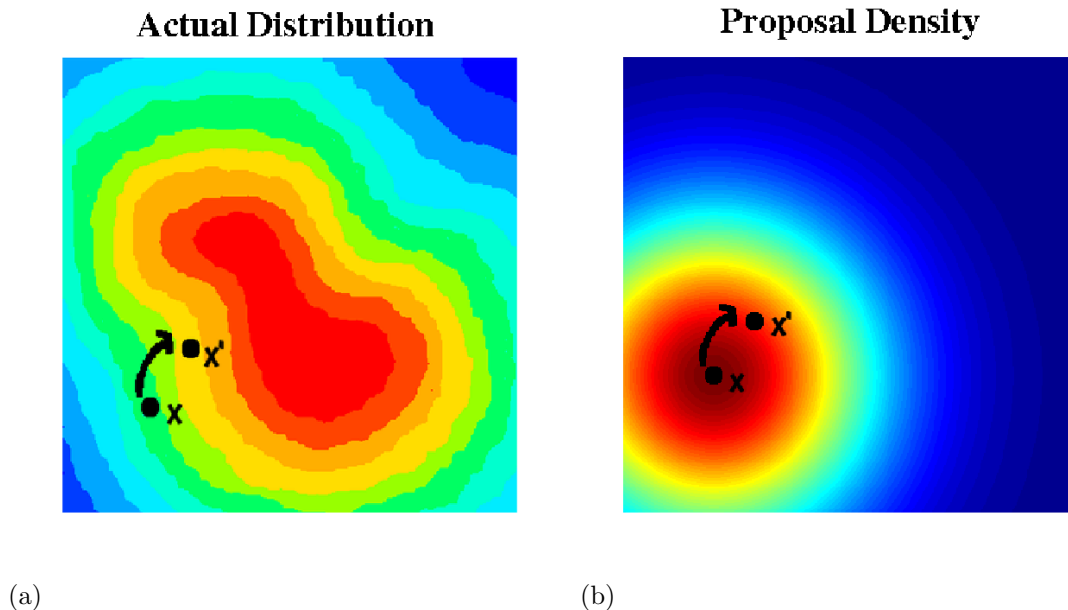 Actual Distribution
Proposal Density
X'
X
X'
X
(a)
(b)